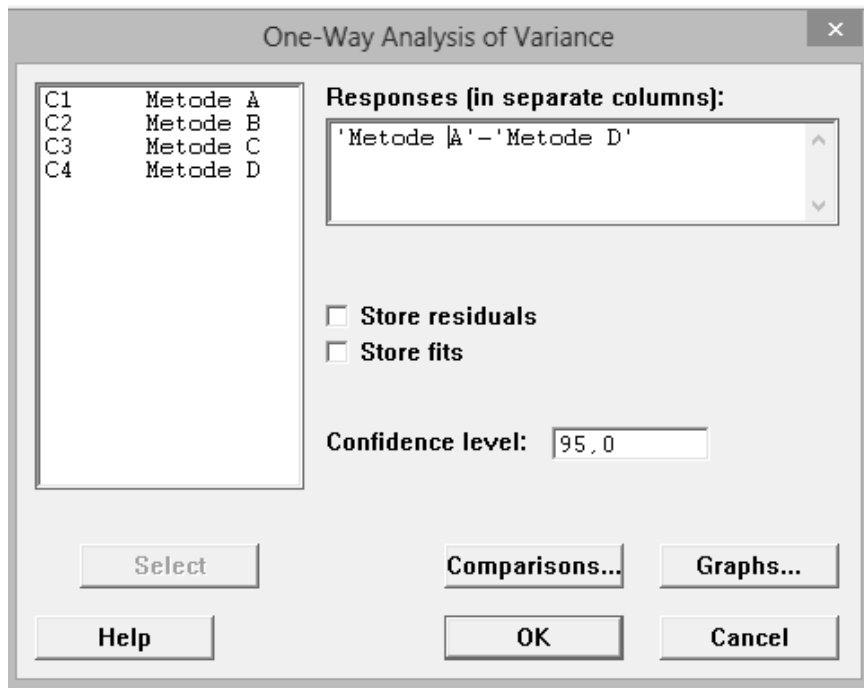 One-Way Analysis of Variance
C1 Metode A
C2 Metode B
C3 Metode C
C4 Metode D
Responses (in separate columns):
'Metode A'-'Metode D'
Store residuals
Store fits
Confidence level: 95,0
Select
Comparisons... Graphs...
Help
OK
Cancel